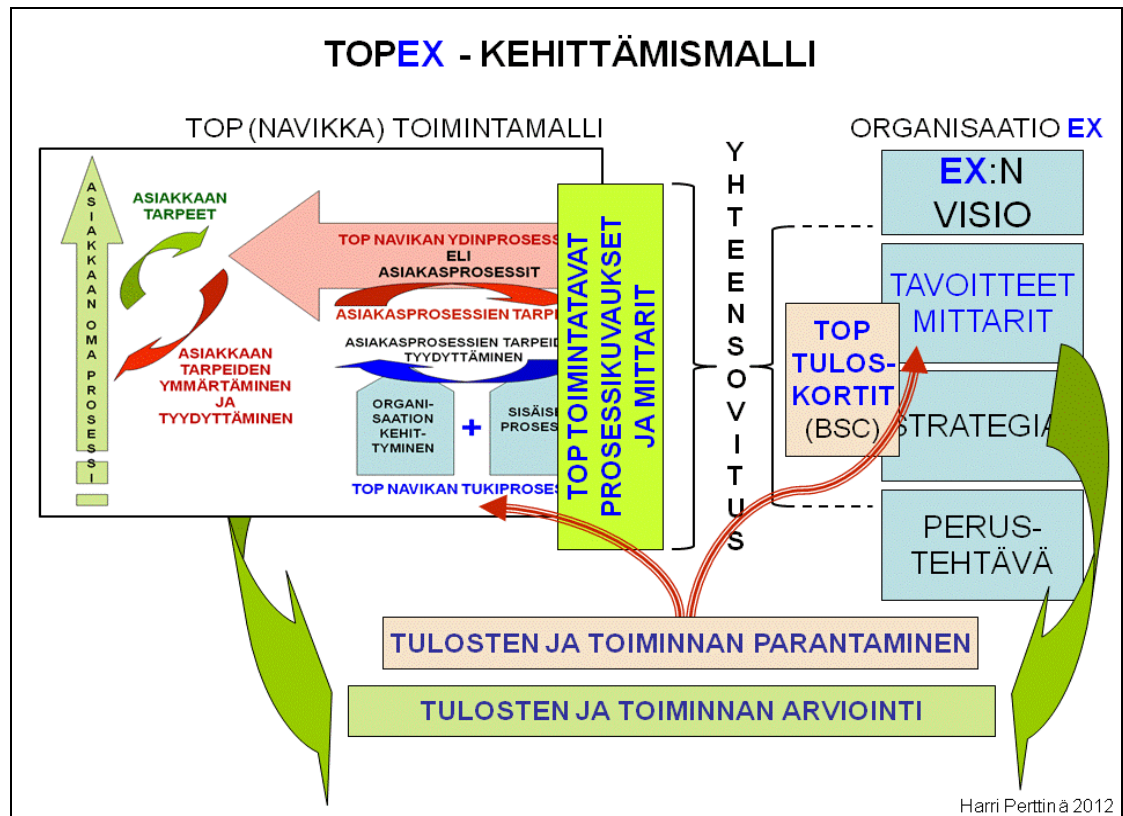 TOPEX - KEHITTÄMISMALLI
TOP (NAVIKKA) TOIMINTAMALLI
ASIAKKAAN OMA PROSESSI
ASIAKKAAN
TARPEET
ASIAKKAAN
TARPEIDEN
YMMÄRTÄMINEN
JA
TYYDYTTÄMINEN
TOP NAVIKAN YDINPROSESS
ELI
ASIAKASPROSESSIT
ASIAKASPROSESSIEN TARPE
ASIAKASPROSESSIEN TARPEID
TYYDYTTÄMINEN
ORGANI-
SAATION
KEHIT-
TYMINEN
+
SISÄISE
PROSES
TOP NAVIKAN TUKIPROSE
TOP TOIMINTATAVAT
PROSESSIKUVAUKSET
JA MITTARIT
YHTEENSOVITUS
ORGANISAATIO EX
EX:N
VISIO
TAVOITTEET
MITTARIT
TOP
TULOS-
KORTIT
(BSC)
STRATEGIA
PERUS-
TEHTÄVÄ
TULOSTEN JA TOIMINNAN PARANTAMINEN
TULOSTEN JA TOIMINNAN ARVIOINTI
Harri Perttinä 2012